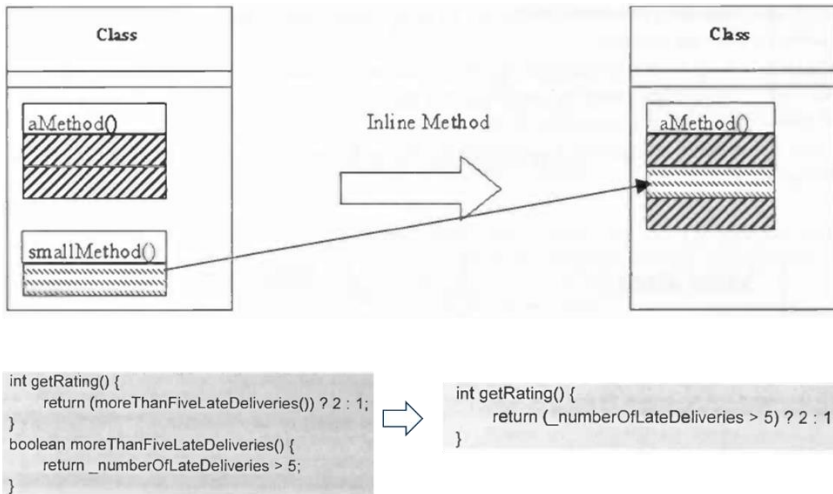 Class
aMethod()
smallMethod()
Inline Method
Class
aMethod()
int getRating() {
return (moreThanFiveLateDeliveries()) ? 2 : 1;
}
boolean moreThanFiveLateDeliveries() {
return _numberOfLateDeliveries > 5;
}
int getRating() {
return (_numberOfLateDeliveries > 5) ? 2 : 1
}